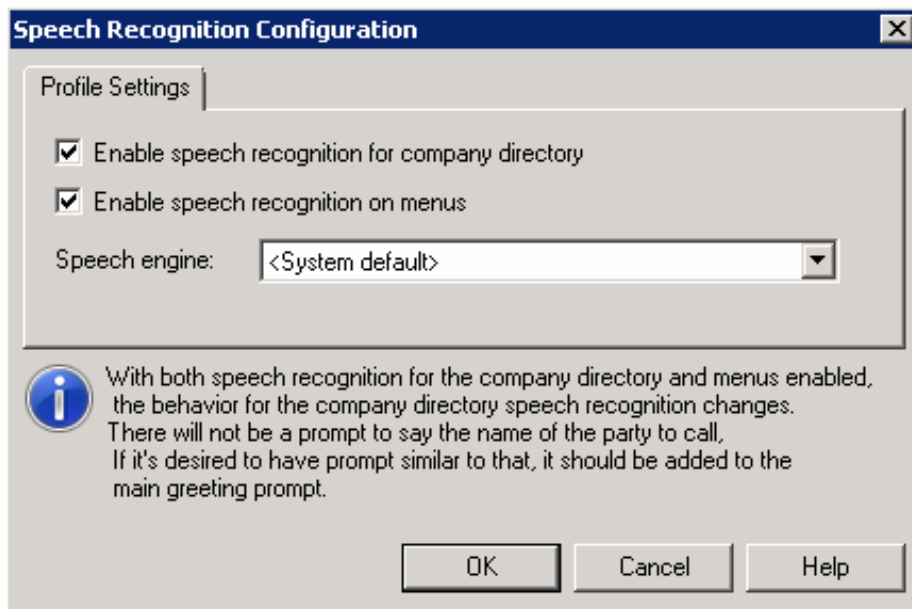 Speech Recognition Configuration
Profile Settings
Enable speech recognition for company directory
Enable speech recognition on menus
Speech engine: <System default>
With both speech recognition for the company directory and menus enabled,
the behavior for the company directory speech recognition changes.
There will not be a prompt to say the name of the party to call,
If it's desired to have prompt similar to that, it should be added to the
main greeting prompt.
OK Cancel Help